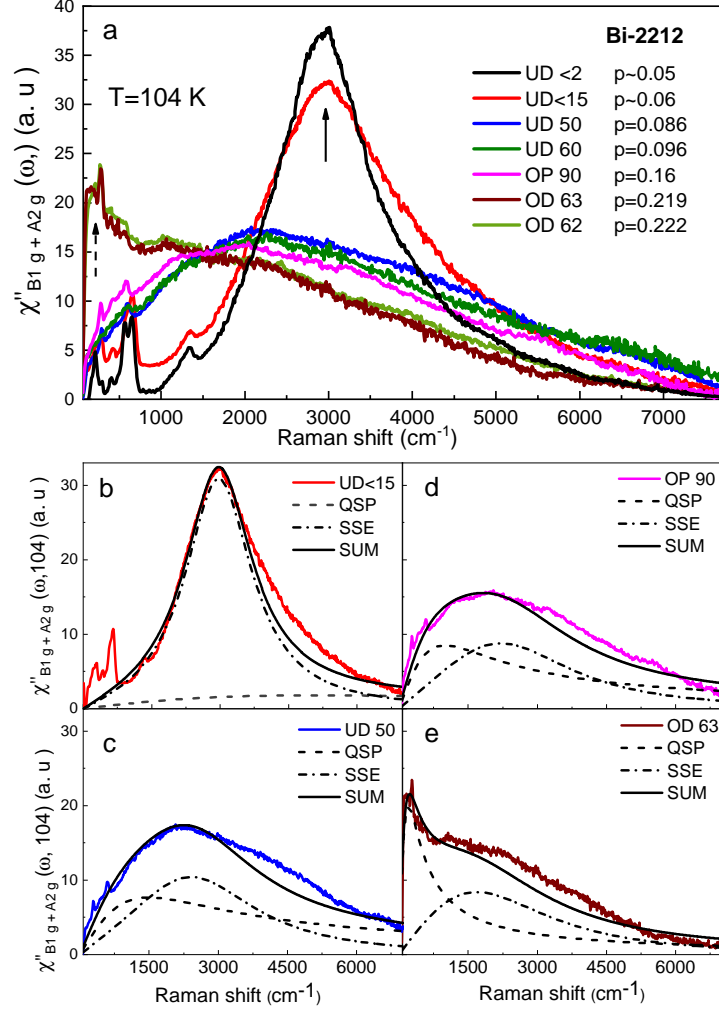 a
Bi-2212
T=104 K
UD <2 p~0.05
UD<15 p~0.06
UD 50 p=0.086
UD 60 p=0.096
OP 90 p=0.16
OD 63 p=0.219
OD 62 p=0.222
χ'' B1 g + A2 g (ω,) (a. u)
40
35
30
25
20
15
10
5
0
1000 2000 3000 4000 5000 6000 7000
Raman shift (cm-1)
b
UD<15
QSP
SSE
SUM
χ'' B1 g + A2 g (ω,104) (a. u)
30
20
10
0
d
OP 90
QSP
SSE
SUM
c
UD 50
QSP
SSE
SUM
χ'' B1 g + A2 g (ω, 104) (a. u)
30
20
10
0
1500 3000 4500 6000
Raman shift (cm-1)
e
OD 63
QSP
SSE
SUM
1500 3000 4500 6000
Raman shift (cm-1)